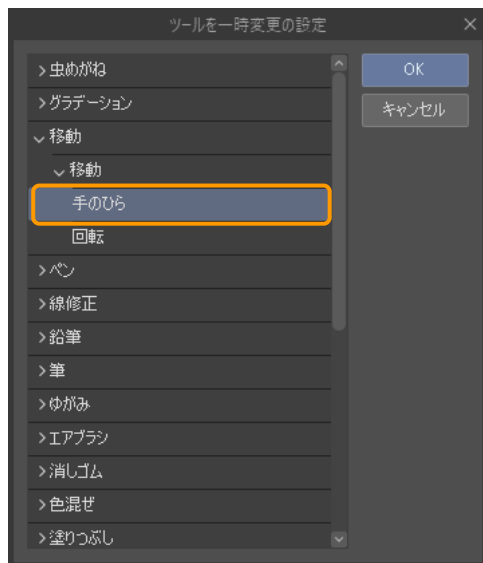 ツールを一時変更の設定
虫めがね
OK
グラデーション
キャンセル
移動
移動
手のひら
回転
ペン
線修正
鉛筆
筆
ゆがみ
エアブラシ
消しゴム
色混ぜ
塗りつぶし